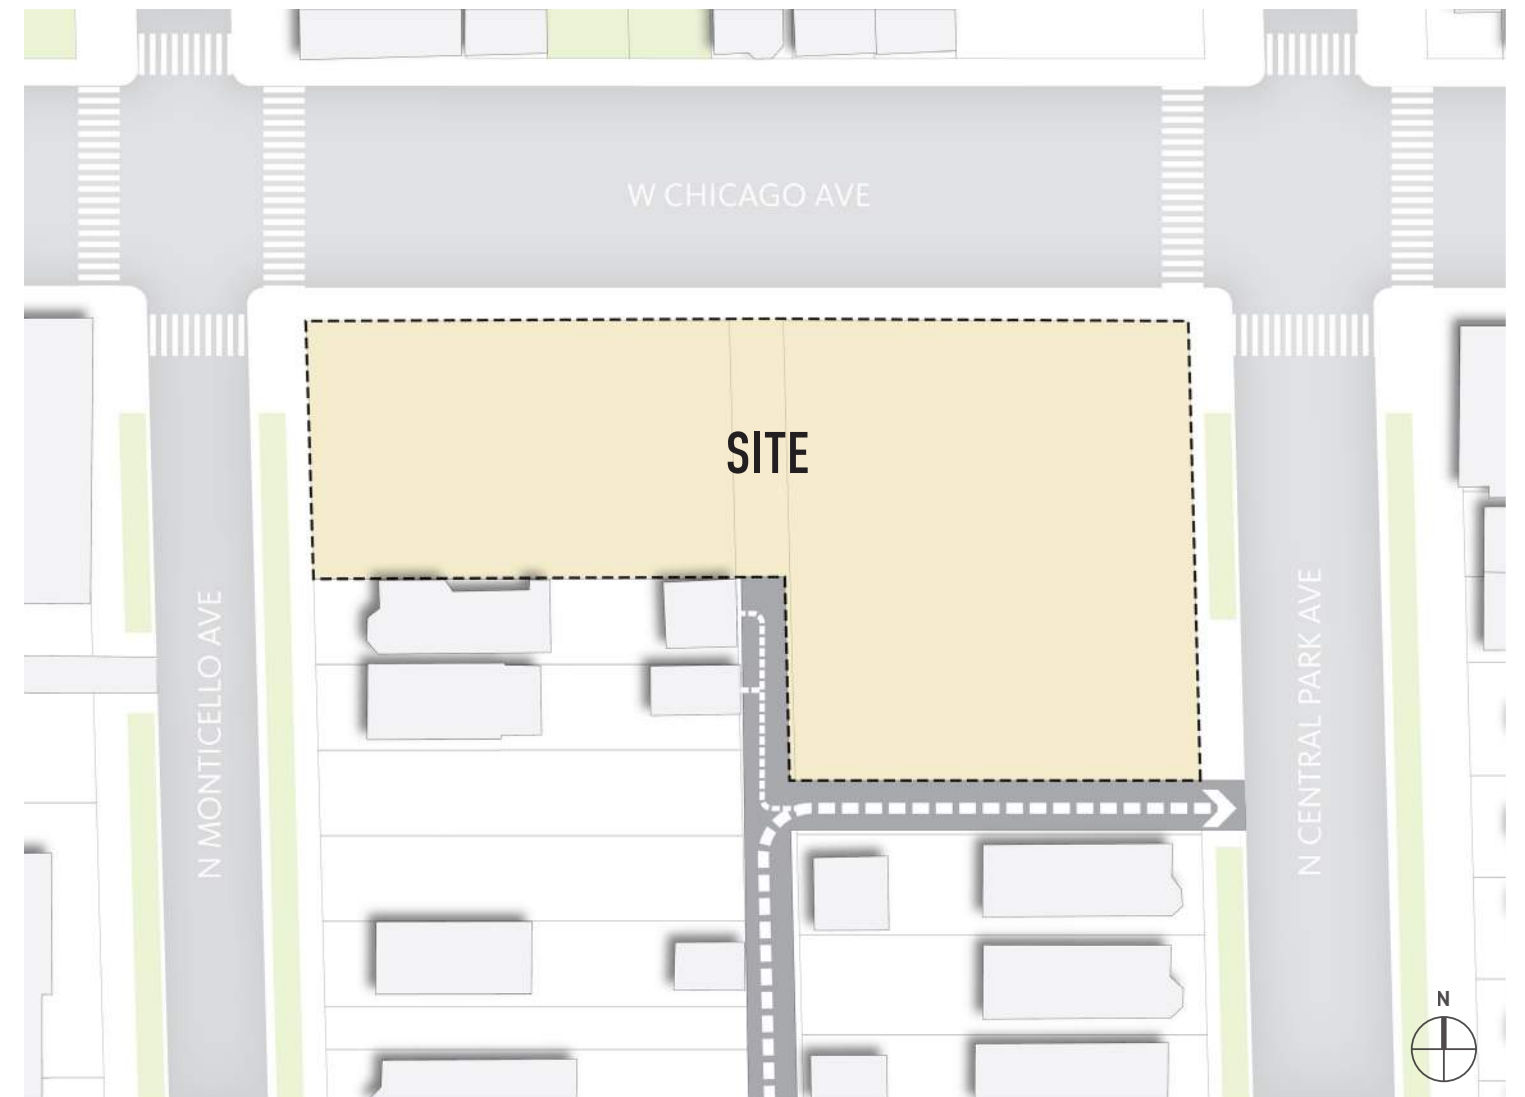 W CHICAGO AVE
SITE
N MONTICELLO AVE
N CENTRAL PARK AVE
N